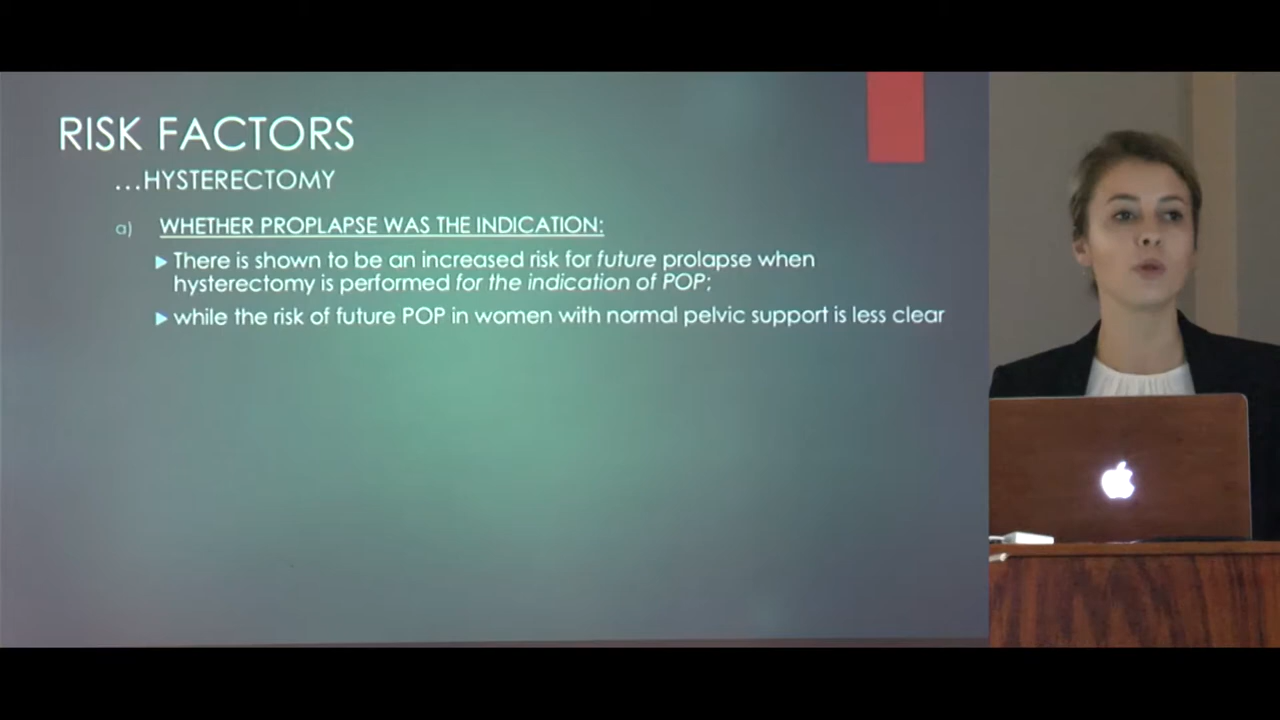 RISK FACTORS
...HYSTERECTOMY
a) WHETHER PROPLAPSE WAS THE INDICATION:
There is shown to be an increased risk for future prolapse when
hysterectomy is performed for the indication of POP;
while the risk of future POP in women with normal pelvic support is less clear